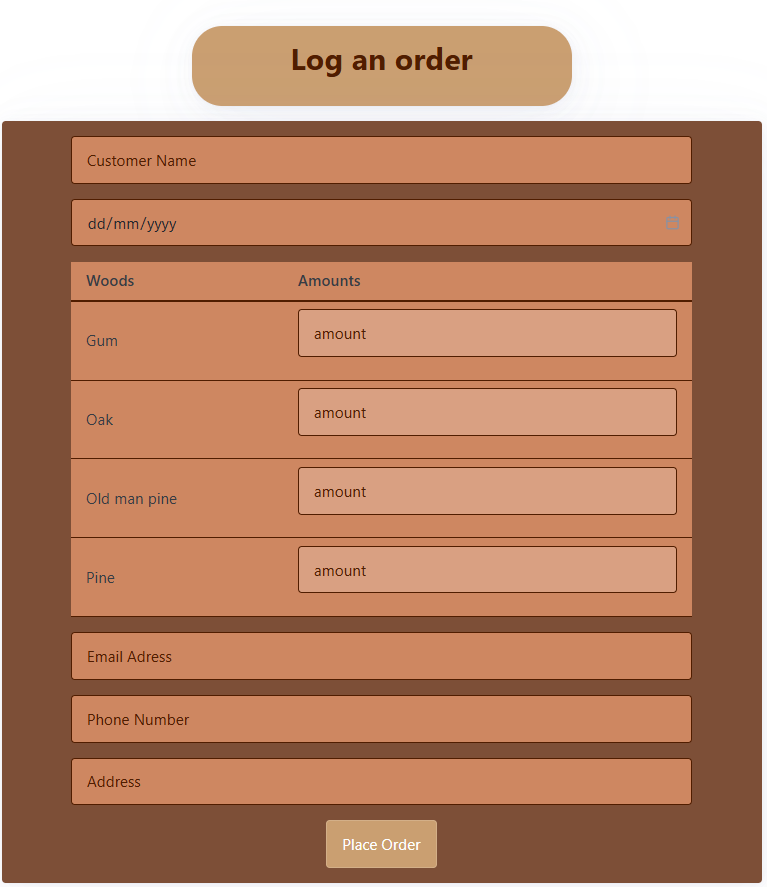 Log an order
Customer Name
dd/mm/yyyy
Woods Amounts
Gum amount
Oak amount
Old man pine amount
Pine amount
Email Adress
Phone Number
Address
Place Order